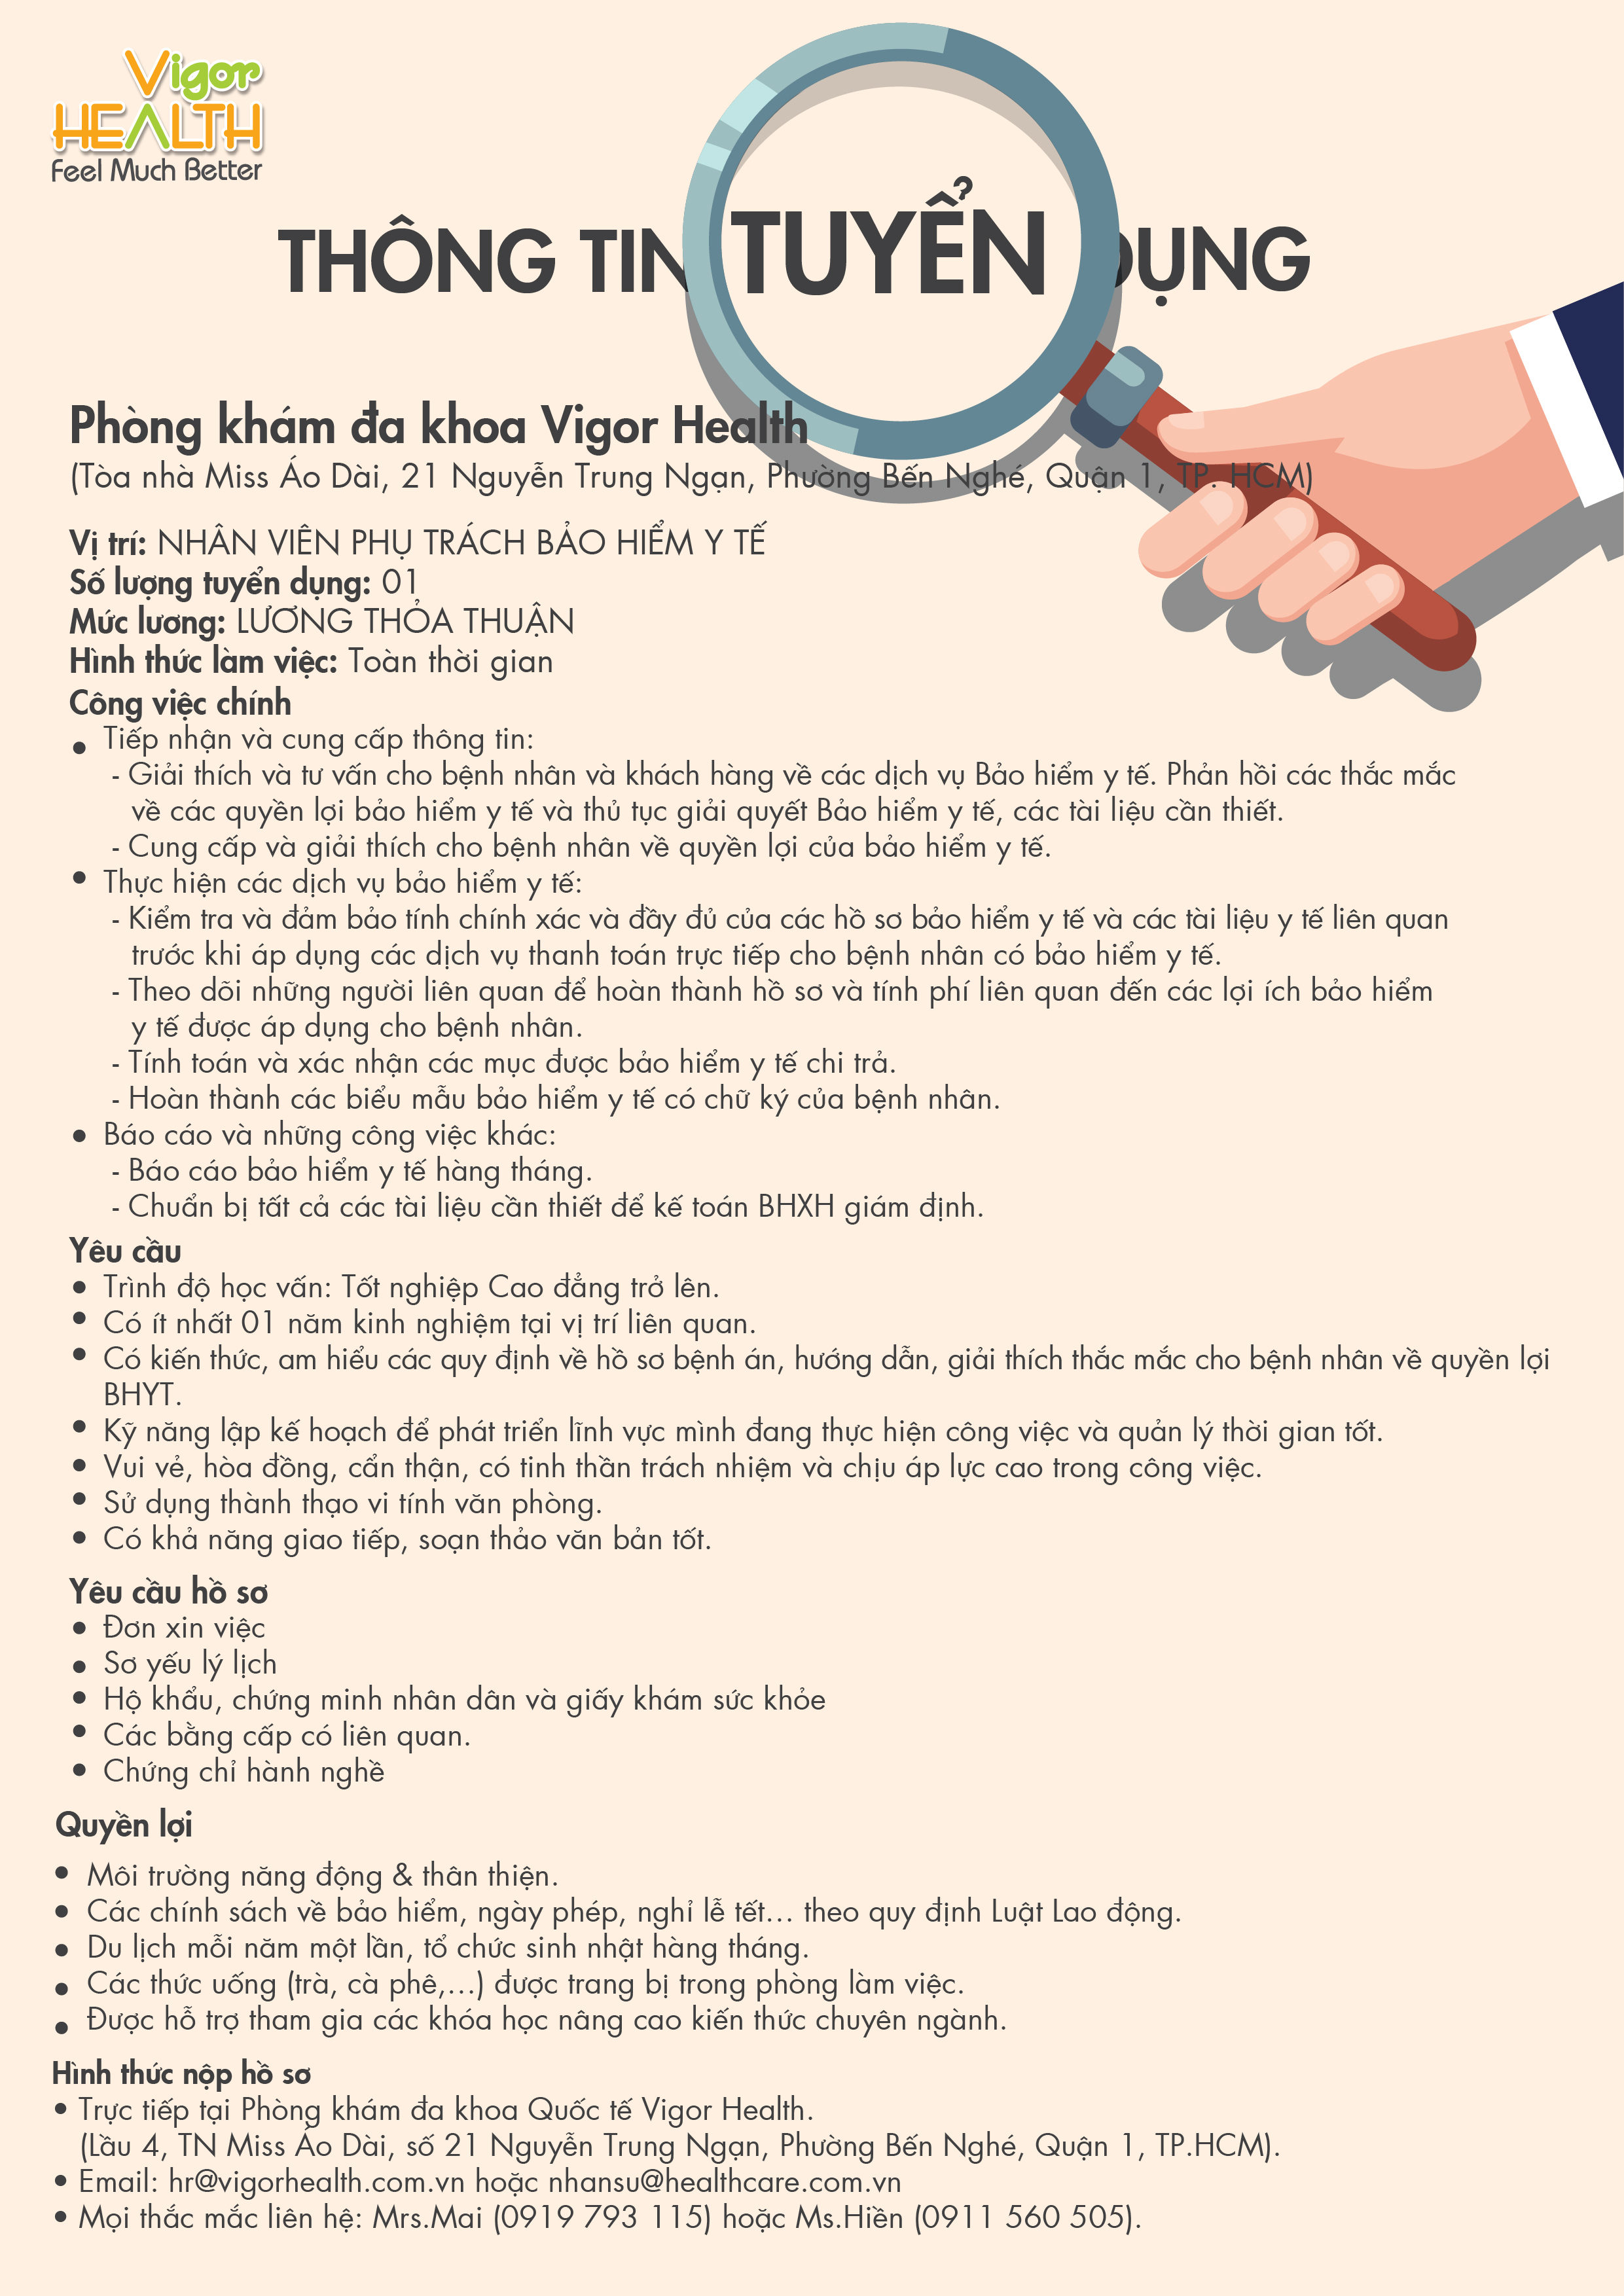 Vigor
HEALTH
Feel Much Better
THÔNG TIN TUYỂN DỤNG
Phòng khám đa khoa Vigor Health
(Tòa nhà Miss Áo Dài, 21 Nguyễn Trung Ngạn, Phường Bến Nghé, Quận 1, TP. HCM)
Vị trí: NHÂN VIÊN PHỤ TRÁCH BẢO HIỂM Y TẾ
Số lượng tuyển dụng: 01
Mức lương: LƯƠNG THỎA THUẬN
Hình thức làm việc: Toàn thời gian
Công việc chính
• Tiếp nhận và cung cấp thông tin:
- Giải thích và tư vấn cho bệnh nhân và khách hàng về các dịch vụ Bảo hiểm y tế. Phản hồi các thắc mắc
về các quyền lợi bảo hiểm y tế và thủ tục giải quyết Bảo hiểm y tế, các tài liệu cần thiết.
- Cung cấp và giải thích cho bệnh nhân về quyền lợi của bảo hiểm y tế.
• Thực hiện các dịch vụ bảo hiểm y tế:
- Kiểm tra và đảm bảo tính chính xác và đầy đủ của các hồ sơ bảo hiểm y tế và các tài liệu y tế liên quan
trước khi áp dụng các dịch vụ thanh toán trực tiếp cho bệnh nhân có bảo hiểm y tế.
- Theo dõi những người liên quan để hoàn thành hồ sơ và tính phí liên quan đến các lợi ích bảo hiểm
y tế được áp dụng cho bệnh nhân.
- Tính toán và xác nhận các mục được bảo hiểm y tế chi trả.
- Hoàn thành các biểu mẫu bảo hiểm y tế có chữ ký của bệnh nhân.
• Báo cáo và những công việc khác:
- Báo cáo bảo hiểm y tế hàng tháng.
- Chuẩn bị tất cả các tài liệu cần thiết để kế toán BHXH giám định.
Yêu cầu
• Trình độ học vấn: Tốt nghiệp Cao đẳng trở lên.
• Có ít nhất 01 năm kinh nghiệm tại vị trí liên quan.
• Có kiến thức, am hiểu các quy định về hồ sơ bệnh án, hướng dẫn, giải thích thắc mắc cho bệnh nhân về quyền lợi
BHYT.
• Kỹ năng lập kế hoạch để phát triển lĩnh vực mình đang thực hiện công việc và quản lý thời gian tốt.
• Vui vẻ, hòa đồng, cẩn thận, có tinh thần trách nhiệm và chịu áp lực cao trong công việc.
• Sử dụng thành thạo vi tính văn phòng.
• Có khả năng giao tiếp, soạn thảo văn bản tốt.
Yêu cầu hồ sơ
• Đơn xin việc
• Sơ yếu lý lịch
• Hộ khẩu, chứng minh nhân dân và giấy khám sức khỏe
• Các bằng cấp có liên quan.
• Chứng chỉ hành nghề
Quyền lợi
• Môi trường năng động & thân thiện.
• Các chính sách về bảo hiểm, ngày phép, nghỉ lễ tết... theo quy định Luật Lao động.
• Du lịch mỗi năm một lần, tổ chức sinh nhật hàng tháng.
• Các thức uống (trà, cà phê,...) được trang bị trong phòng làm việc.
• Được hỗ trợ tham gia các khóa học nâng cao kiến thức chuyên ngành.
Hình thức nộp hồ sơ
• Trực tiếp tại Phòng khám đa khoa Quốc tế Vigor Health.
(Lầu 4, TN Miss Áo Dài, số 21 Nguyễn Trung Ngạn, Phường Bến Nghé, Quận 1, TP.HCM).
• Email: hr@vigorhealth.com.vn hoặc nhansu@healthcare.com.vn
• Mọi thắc mắc liên hệ: Mrs.Mai (0919 793 115) hoặc Ms.Hiền (0911 560 505).